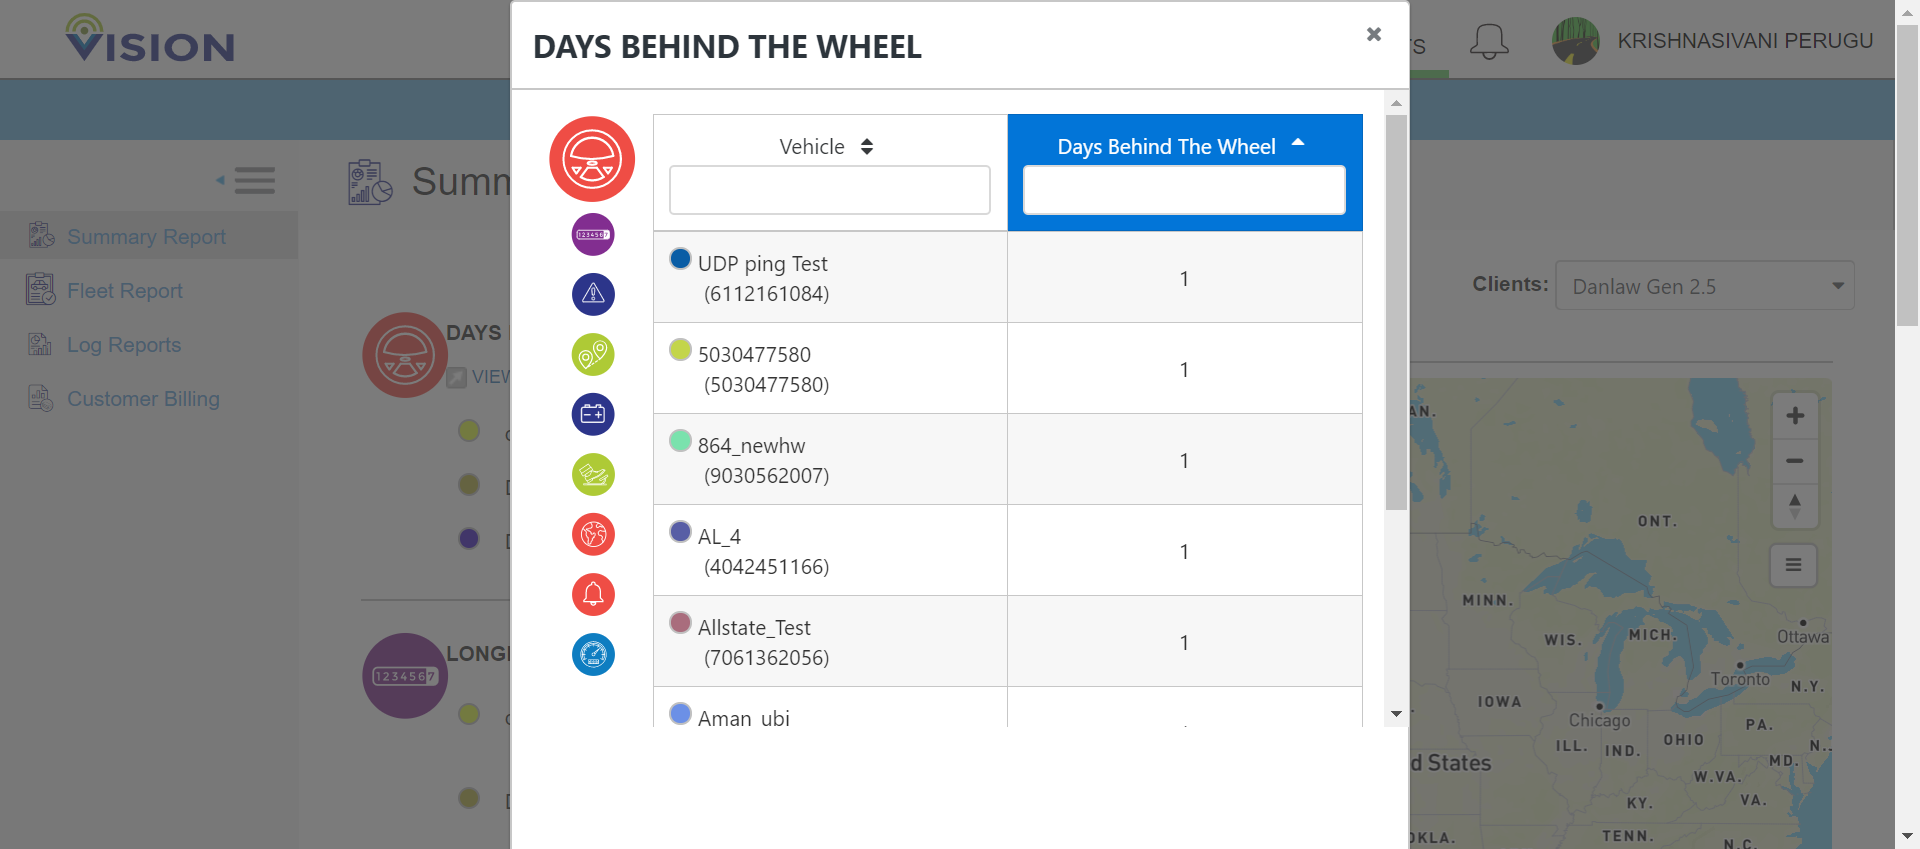 VISION
DAYS BEHIND THE WHEEL
TS
KRISHNASIVANI PERUGU
Summ
Summary Report
Fleet Report
Log Reports
Customer Billing
Clients:
Danlaw Gen 2.5
DAYS
VIEW
LONG
1234567
Vehicle
Days Behind The Wheel
1234567
UDP ping Test
(6112161084)
1
5030477580
(5030477580)
1
864_newhw
(9030562007)
1
AL_4
(4042451166)
1
Allstate_Test
(7061362056)
1
Aman_ubi
AN.
ONT.
MINN.
WIS.
MICH.
Ottawa
Toronto
N.Y.
IOWA
Chicago
PA.
ILL.
IND.
OHIO
N..
d States
MD.
W.VA.
KY.
VA.
OKLA.
TENN.
N.C.